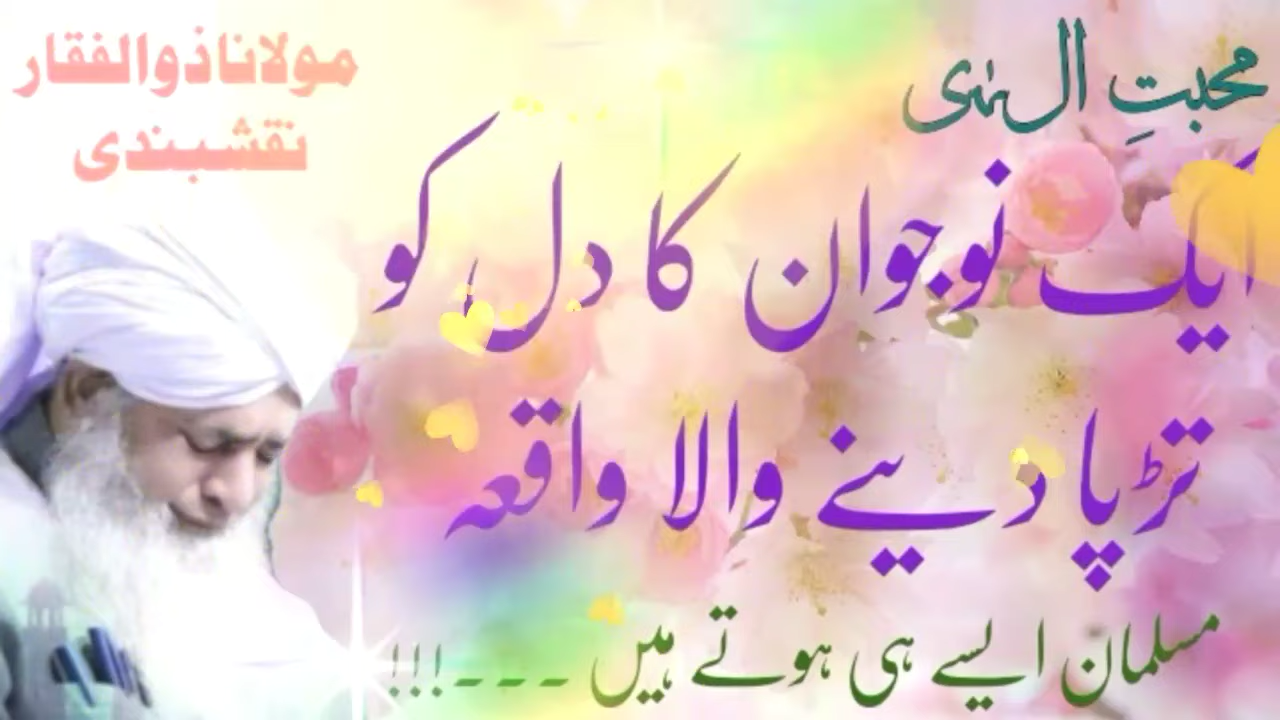 محبتِ الٰہی
مولانا ذوالفقار
نقشبندی
ایک نوجوان کا دل کو
تڑپا دینے والا واقعہ
مسلمان ایسے ہی ہوتے ہیں ۔۔۔!!!